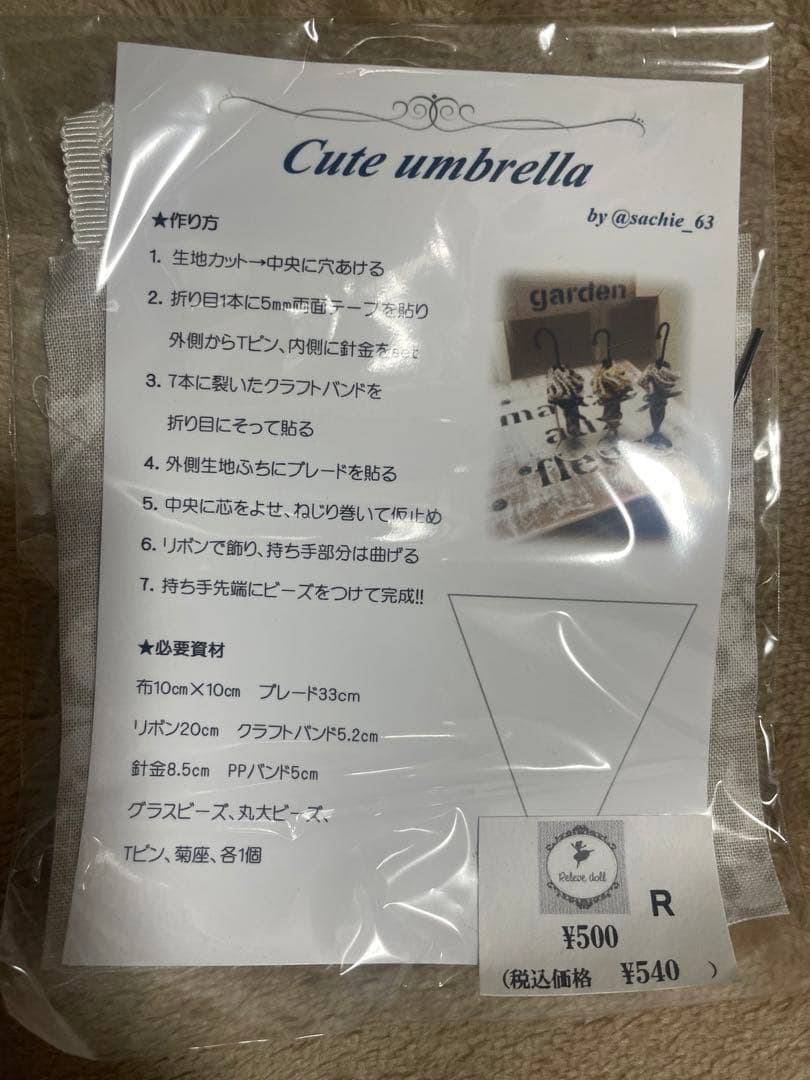 Cute umbrella
by @sachie_63
★作り方
1. 生地カット→中央に穴あける
2. 折り目1本に5mm両面テープを貼り
外側からTピン、内側に針金をset
3. 7本に裂いたクラフトバンドを
折り目にそって貼る
4. 外側生地ふちにブレードを貼る
5. 中央に芯をよせ、ねじり巻いて仮止め
6. リボンで飾り、持ち手部分は曲げる
7. 持ち手先端にビーズをつけて完成!!
garden
★必要資材
布10cm×10cm ブレード33cm
リボン20cm クラフトバンド5.2cm
針金8.5cm PPバンド5cm
グラスビーズ、丸大ビーズ、
Tピン、菊座、各1個
Releve doll
R
¥500
(税込価格 ¥540 )